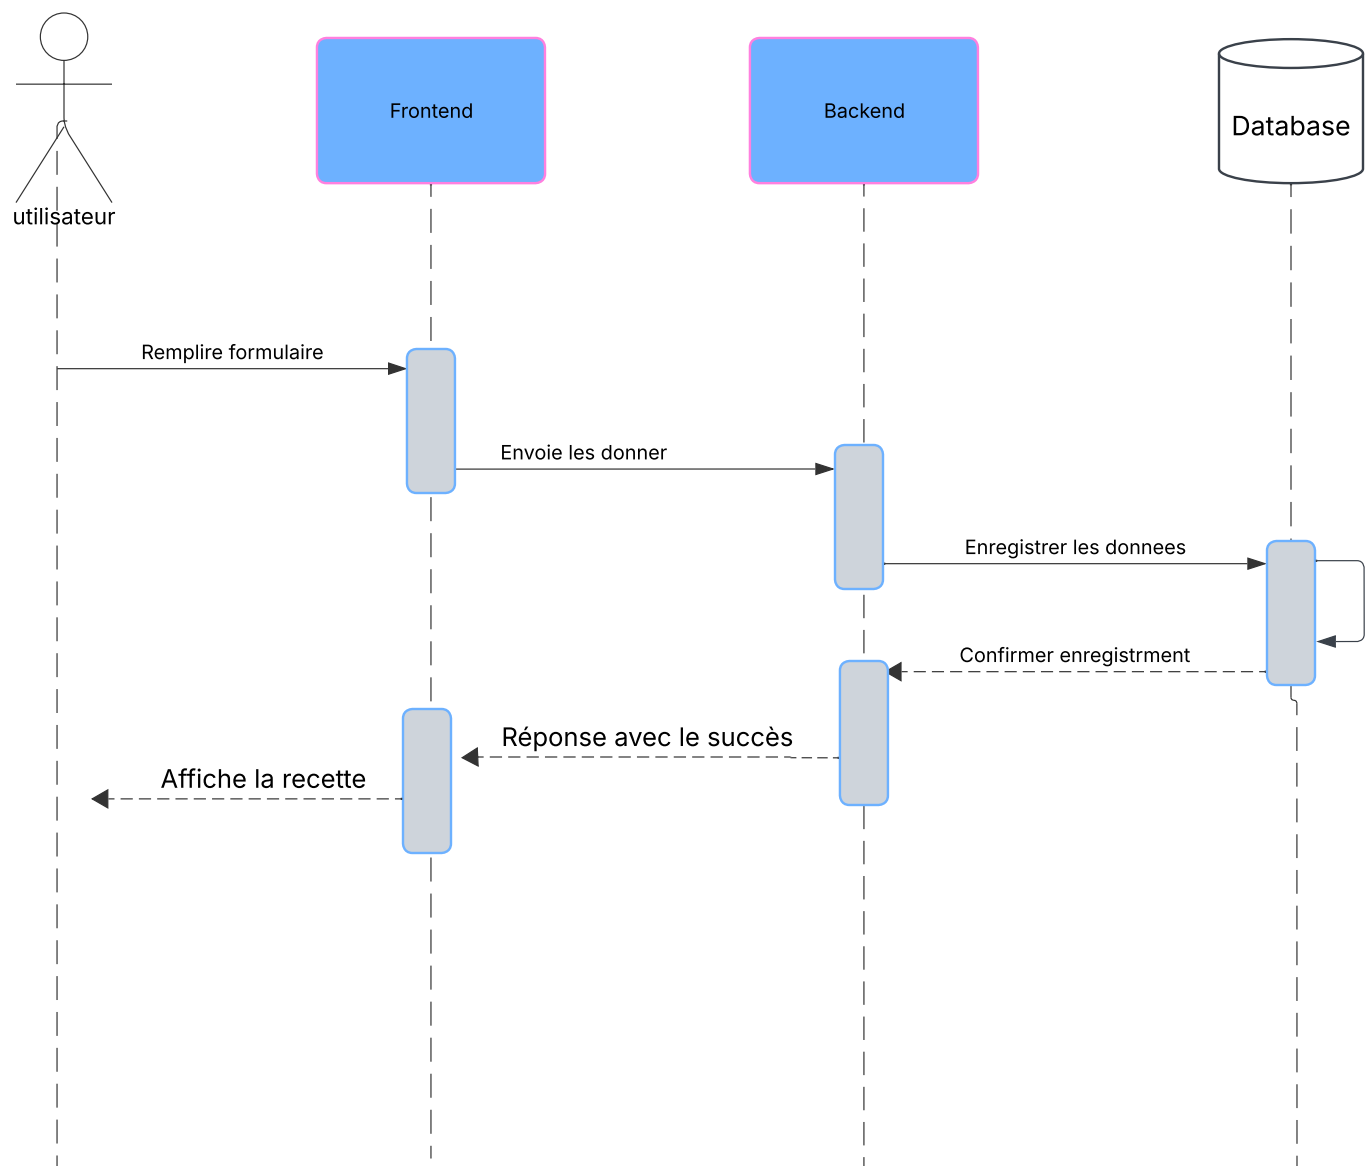 Frontend
Backend
Database
utilisateur
Remplire formulaire
Envoie les donner
Enregistrer les donnees
Confirmer enregistrment
Réponse avec le succès
Affiche la recette